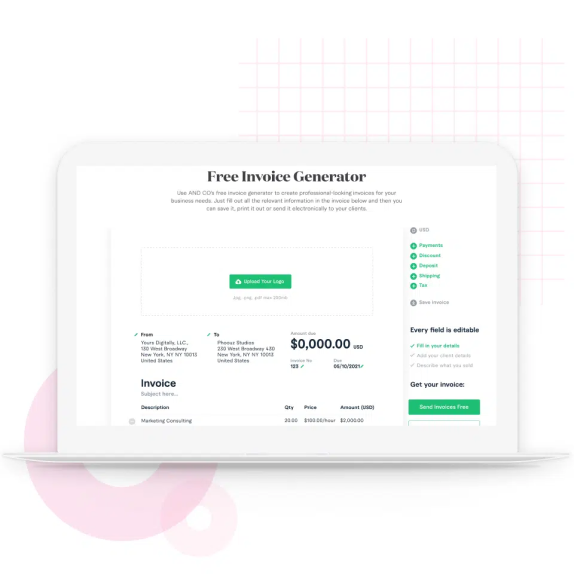 Free Invoice Generator
Use AND CO's free invoice generator to create professional-looking invoices for your
business needs. Just fill out all the relevant information in the invoice below and then you
can save it, print it out or send it electronically to your clients.
USD
Payments
Discount
Deposit
Shipping
Tax
Save Invoice
Upload Your Logo
Jpg, png, pdf max
Every field is editable
Fill in your details
Add your client details
Describe what you sold
Get your invoice:
Send Invoices Free
From
Yours Digitally, LLC.,
130 West Broadway
New York, NY NY 10013
United States
To
Phocus Studios
230 West Broadway 430
New York, NY NY 10012
United States
Amount due
$0,000.00 USD
Invoice No
123
Due
05/10/2021
Invoice
Subject here...
Description Qty Price Amount (USD)
Marketing Consulting 20.00 $100.00/hour $2,000.00